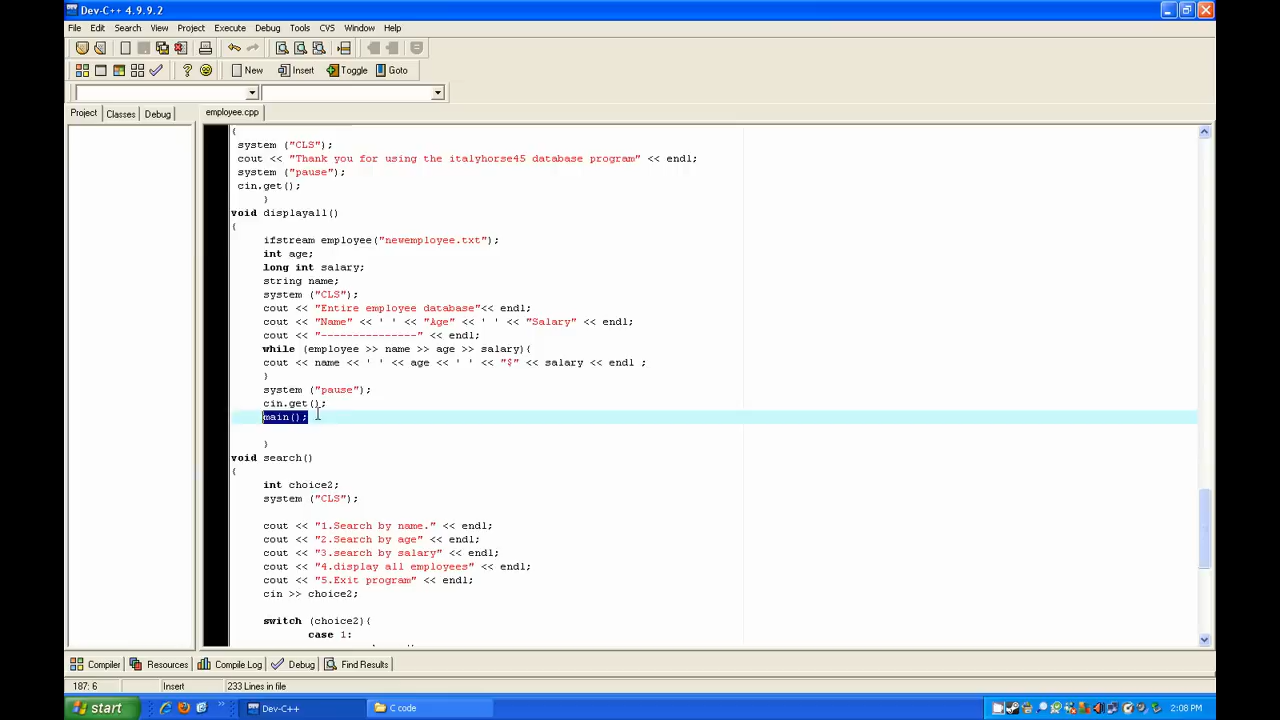 Dev-C++ 4.9.9.2
File Edit Search View Project Execute Debug Tools CVS Window Help
New Insert Toggle Goto
Project Classes Debug employee.cpp
{
system ("CLS");
cout << "Thank you for using the italyhorse45 database program" << endl;
system ("pause");
cin.get();
}
void displayall()
{
ifstream employee("newemployee.txt");
int age;
long int salary;
string name;
system ("CLS");
cout << "Entire employee database"<< endl;
cout << "Name" << ' ' << "Age" << ' ' << "Salary" << endl;
cout << "---------------" << endl;
while (employee >> name >> age >> salary){
cout << name << ' ' << age << ' ' << "$" << salary << endl ;
}
system ("pause");
cin.get();
main();
}
void search()
{
int choice2;
system ("CLS");
cout << "1.Search by name." << endl;
cout << "2.Search by age" << endl;
cout << "3.search by salary" << endl;
cout << "4.display all employees" << endl;
cout << "5.Exit program" << endl;
cin >> choice2;
switch (choice2){
case 1:
Compiler Resources Compile Log Debug Find Results
187: 6 Insert 233 Lines in file
start Dev-C++ C code 2:08 PM